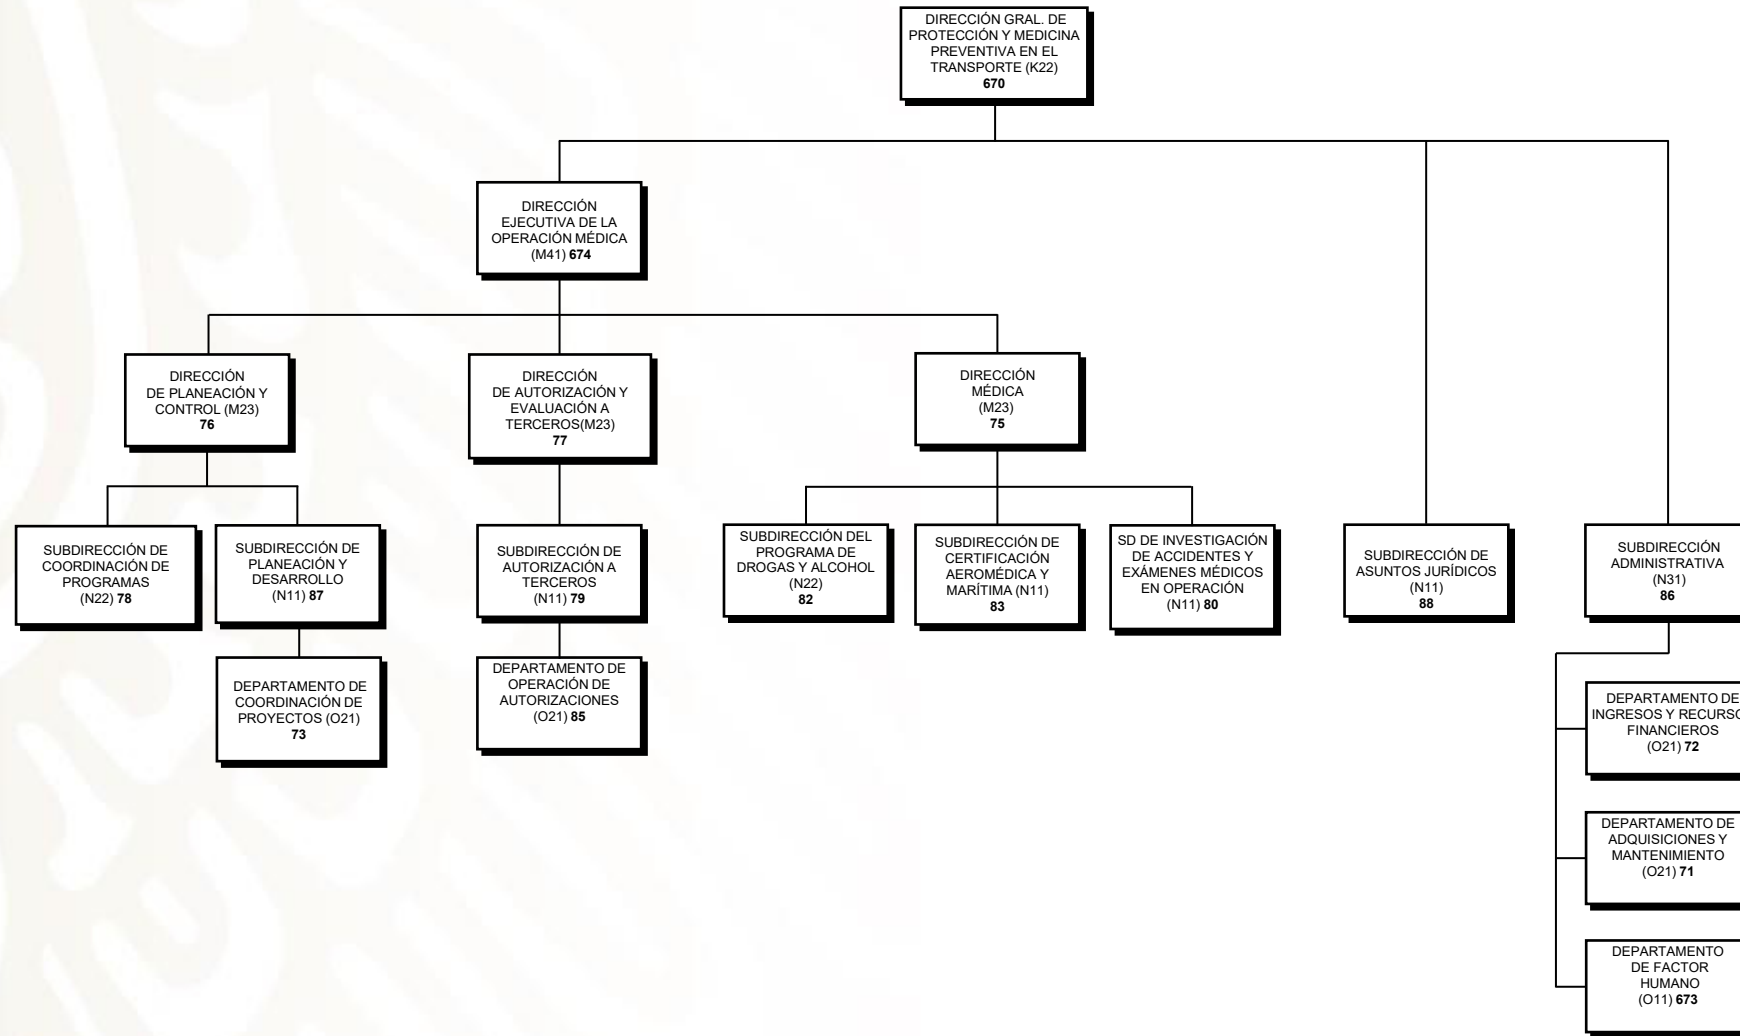 DIRECCIÓN GRAL. DE
PROTECCIÓN Y MEDICINA
PREVENTIVA EN EL
TRANSPORTE (K22)
670
DIRECCIÓN
EJECUTIVA DE LA
OPERACIÓN MÉDICA
(M41) 674
DIRECCIÓN
DE PLANEACIÓN Y
CONTROL (M23)
76
DIRECCIÓN
DE AUTORIZACIÓN Y
EVALUACIÓN A
TERCEROS(M23)
77
DIRECCIÓN
MÉDICA
(M23)
75
SUBDIRECCIÓN DE
COORDINACIÓN DE
PROGRAMAS
(N22) 78
SUBDIRECCIÓN DE
PLANEACIÓN Y
DESARROLLO
(N11) 87
SUBDIRECCIÓN DE
AUTORIZACIÓN A
TERCEROS
(N11) 79
SUBDIRECCIÓN DEL
PROGRAMA DE
DROGAS Y ALCOHOL
(N22)
82
SUBDIRECCIÓN DE
CERTIFICACIÓN
AEROMÉDICA Y
MARÍTIMA (N11)
83
SD DE INVESTIGACIÓN
DE ACCIDENTES Y
EXÁMENES MÉDICOS
EN OPERACIÓN
(N11) 80
SUBDIRECCIÓN DE
ASUNTOS JURÍDICOS
(N11)
88
SUBDIRECCIÓN
ADMINISTRATIVA
(N31)
86
DEPARTAMENTO DE
COORDINACIÓN DE
PROYECTOS (O21)
73
DEPARTAMENTO DE
OPERACIÓN DE
AUTORIZACIONES
(O21) 85
DEPARTAMENTO DE
INGRESOS Y RECURSO
FINANCIEROS
(O21) 72
DEPARTAMENTO DE
ADQUISICIONES Y
MANTENIMIENTO
(O21) 71
DEPARTAMENTO
DE FACTOR
HUMANO
(O11) 673